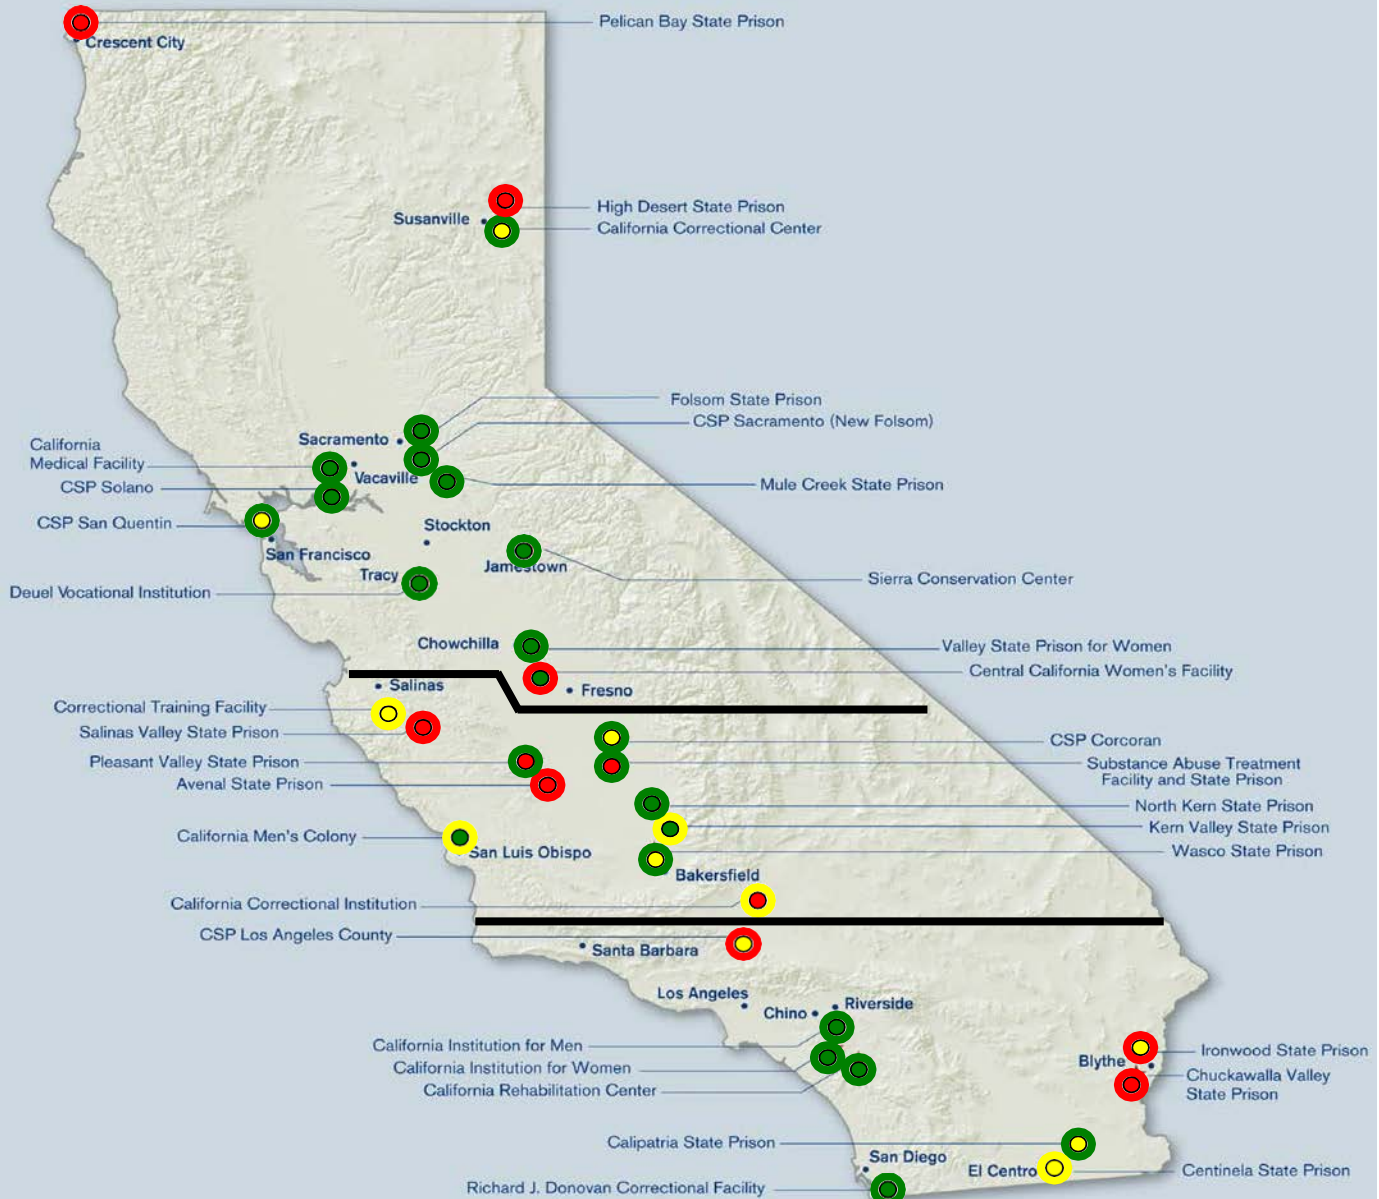 Pelican Bay State Prison
Crescent City
High Desert State Prison
Susanville
California Correctional Center
Folsom State Prison
CSP Sacramento (New Folsom)
Sacramento
California
Medical Facility
Vacaville
CSP Solano
Mule Creek State Prison
CSP San Quentin
Stockton
San Francisco
Jamestown
Tracy
Sierra Conservation Center
Deuel Vocational Institution
Chowchilla
Valley State Prison for Women
Central California Women's Facility
Salinas
Fresno
Correctional Training Facility
Salinas Valley State Prison
CSP Corcoran
Pleasant Valley State Prison
Substance Abuse Treatment
Facility and State Prison
Avenal State Prison
North Kern State Prison
Kern Valley State Prison
California Men's Colony
San Luis Obispo
Wasco State Prison
Bakersfield
California Correctional Institution
CSP Los Angeles County
Santa Barbara
Los Angeles
Riverside
Chino
California Institution for Men
Ironwood State Prison
Blythe
California Institution for Women
Chuckawalla Valley
State Prison
California Rehabilitation Center
Calipatria State Prison
San Diego
El Centro
Centinela State Prison
Richard J. Donovan Correctional Facility